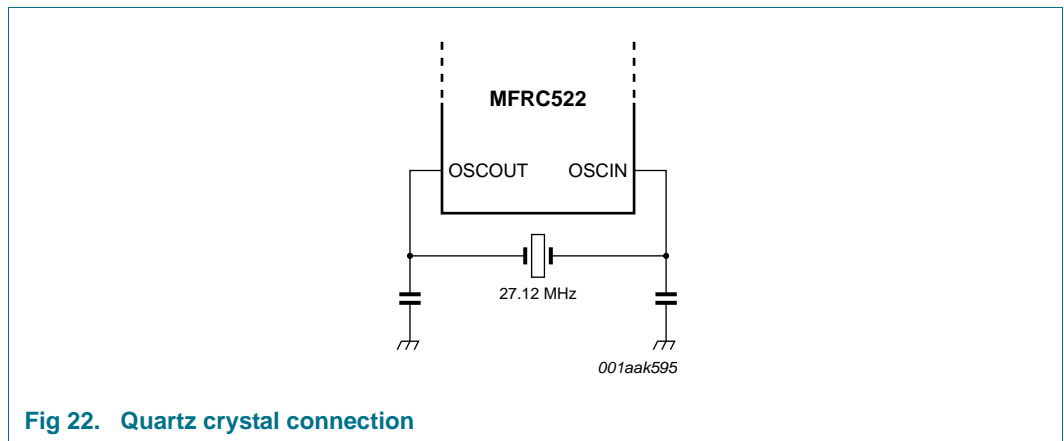 MFRC522
OSCOUT OSCIN
27.12 MHz
001aak595
Fig 22. Quartz crystal connection